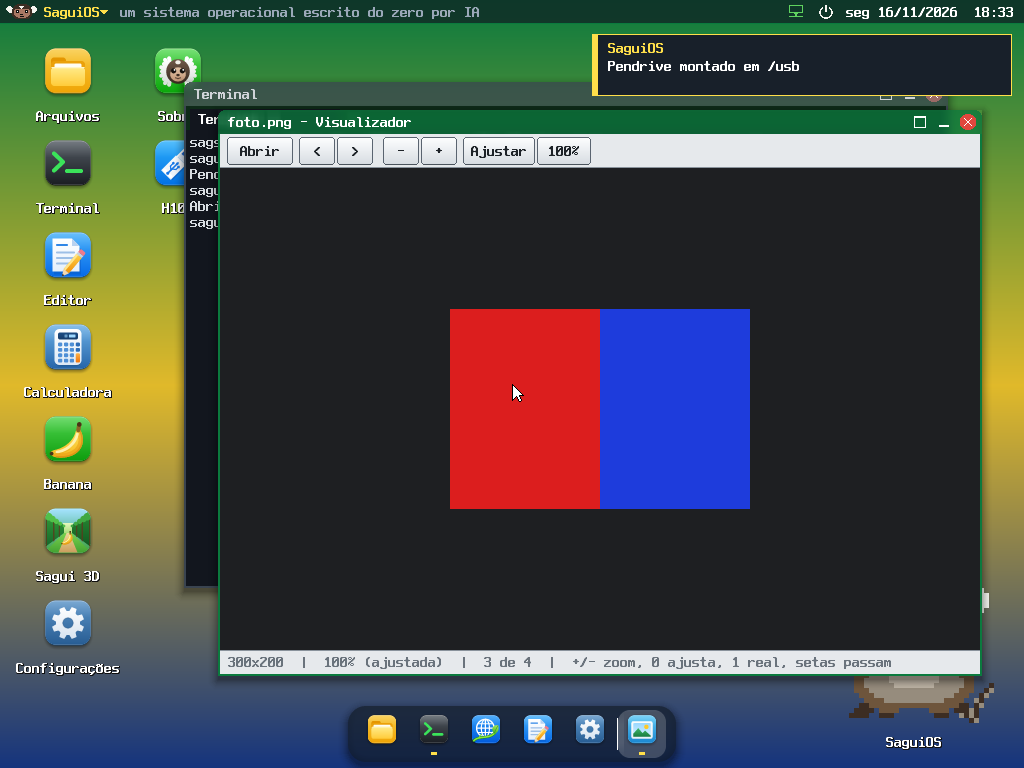 SaguiOS um sistema operacional escrito do zero por IA seg 16/11/2026 18:33
SaguiOS
Pendrive montado em /usb
Arquivos
Terminal
foto.png - Visualizador
Abrir < > - + Ajustar 100%
Terminal
H10
Abri
Editor
Calculadora
Banana
Sagui 3D
Configurações
300x200 | 100% (ajustada) | 3 de 4 | +/- zoom, 0 ajusta, 1 real, setas passam
SaguiOS